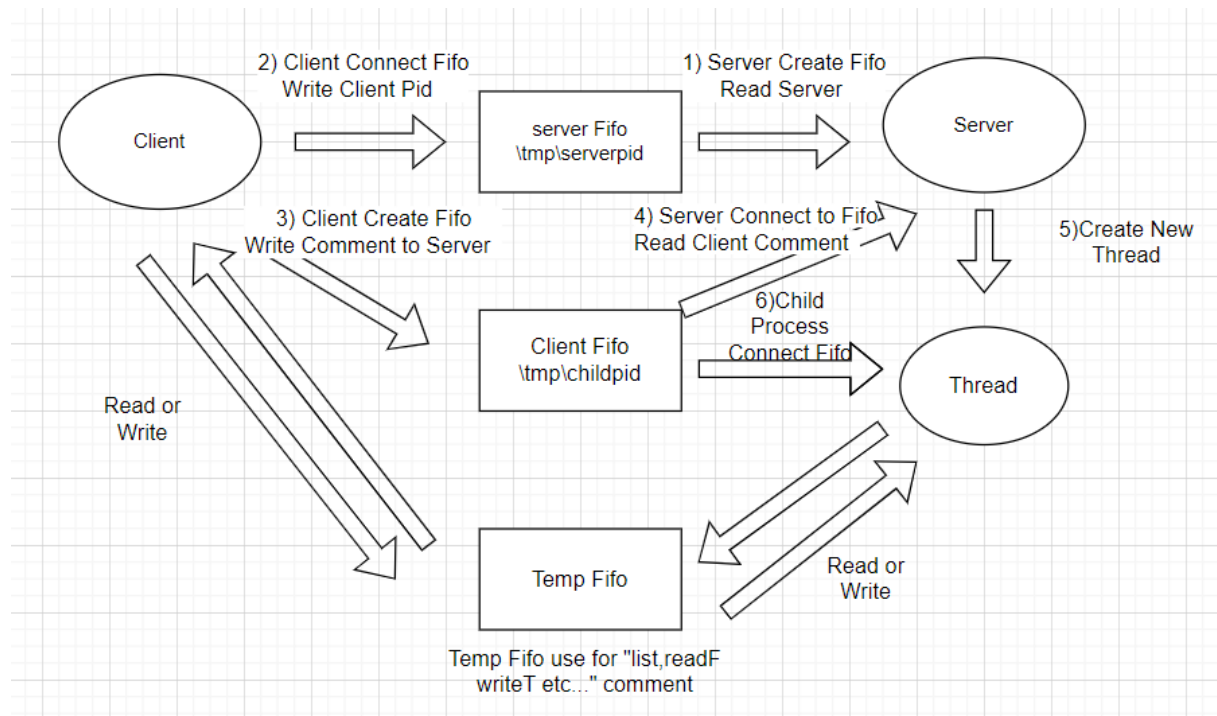 2) Client Connect Fifo
Write Client Pid
1) Server Create Fifo
Read Server
Client
server Fifo
\tmp\serverpid
Server
3) Client Create Fifo
Write Comment to Server
4) Server Connect to Fifo
Read Client Comment
5)Create New
Thread
6)Child
Process
Connect Fifo
Client Fifo
\tmp\childpid
Thread
Read or
Write
Temp Fifo
Read or
Write
Temp Fifo use for "list,readF
writeT etc..." comment